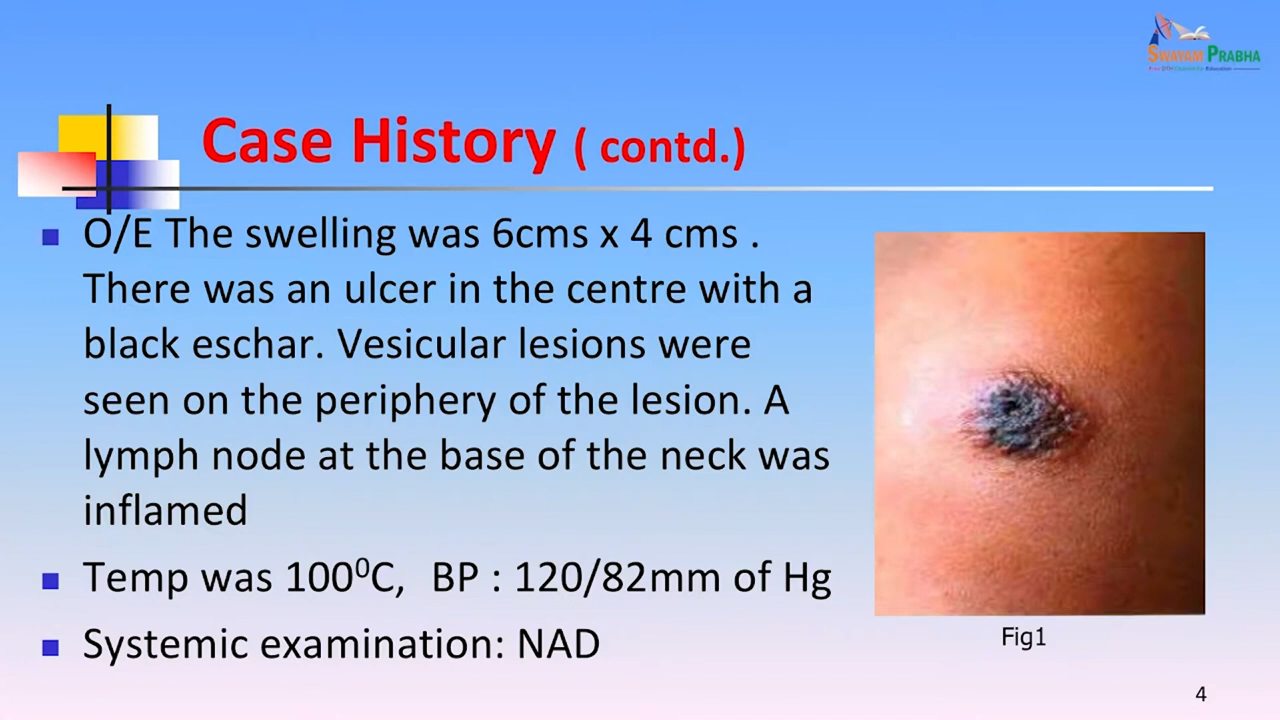 SWAYAM PRABHA
Case History ( contd.)
O/E The swelling was 6cms x 4 cms .
There was an ulcer in the centre with a
black eschar. Vesicular lesions were
seen on the periphery of the lesion. A
lymph node at the base of the neck was
inflamed
Temp was 100⁰C, BP : 120/82mm of Hg
Systemic examination: NAD
Fig1
4